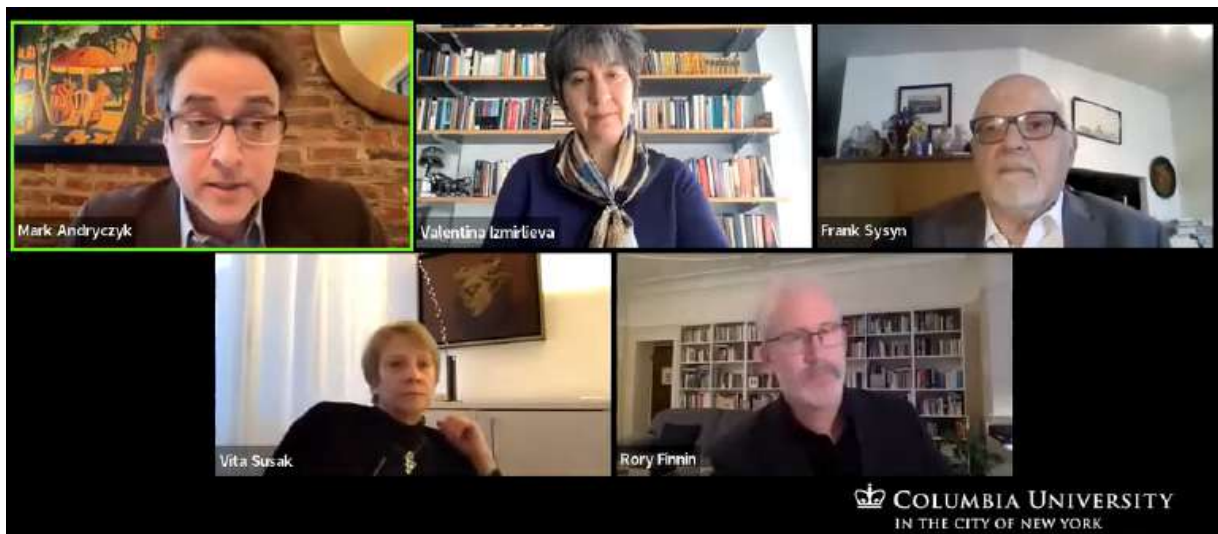 Mark Andryczyk
Valentina Izmirlieva
Frank Sysyn
Vita Susak
Rory Finnin
COLUMBIA UNIVERSITY
IN THE CITY OF NEW YORK